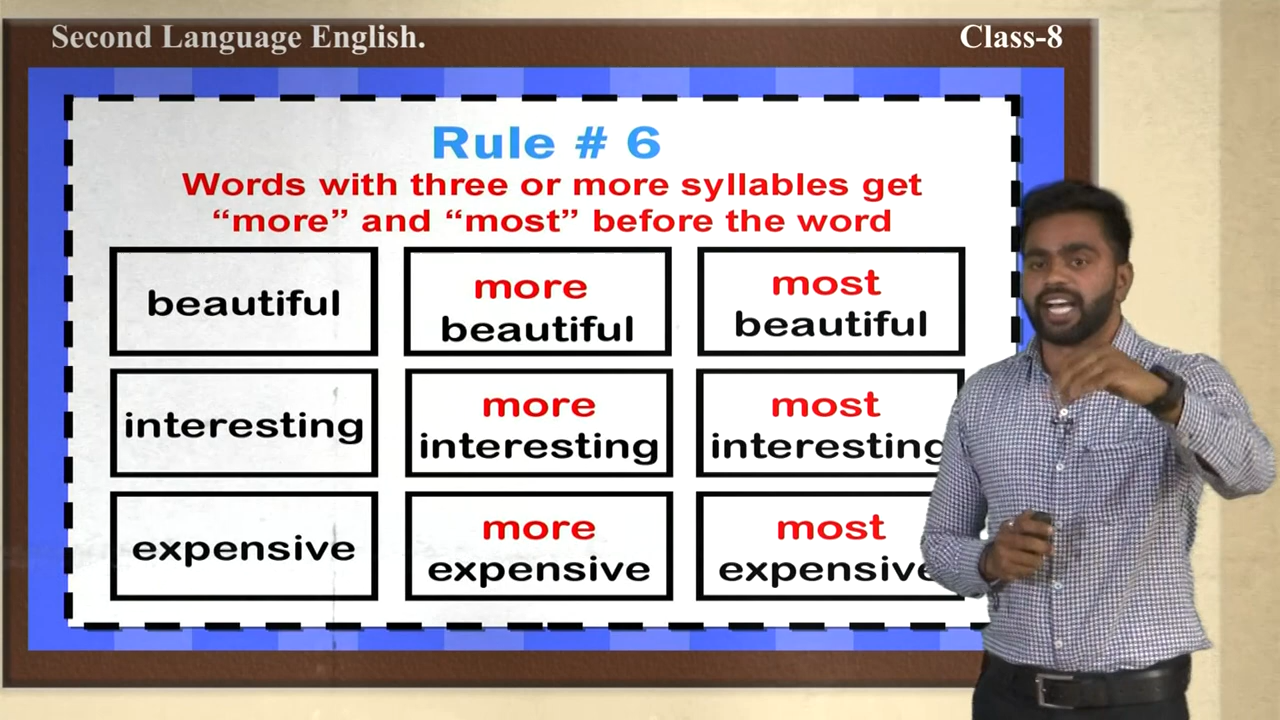 Second Language English.
Class-8
Rule # 6
Words with three or more syllables get
“more” and “most” before the word
beautiful
more
beautiful
most
beautiful
interesting
more
interesting
most
interesting
expensive
more
expensive
most
expensive